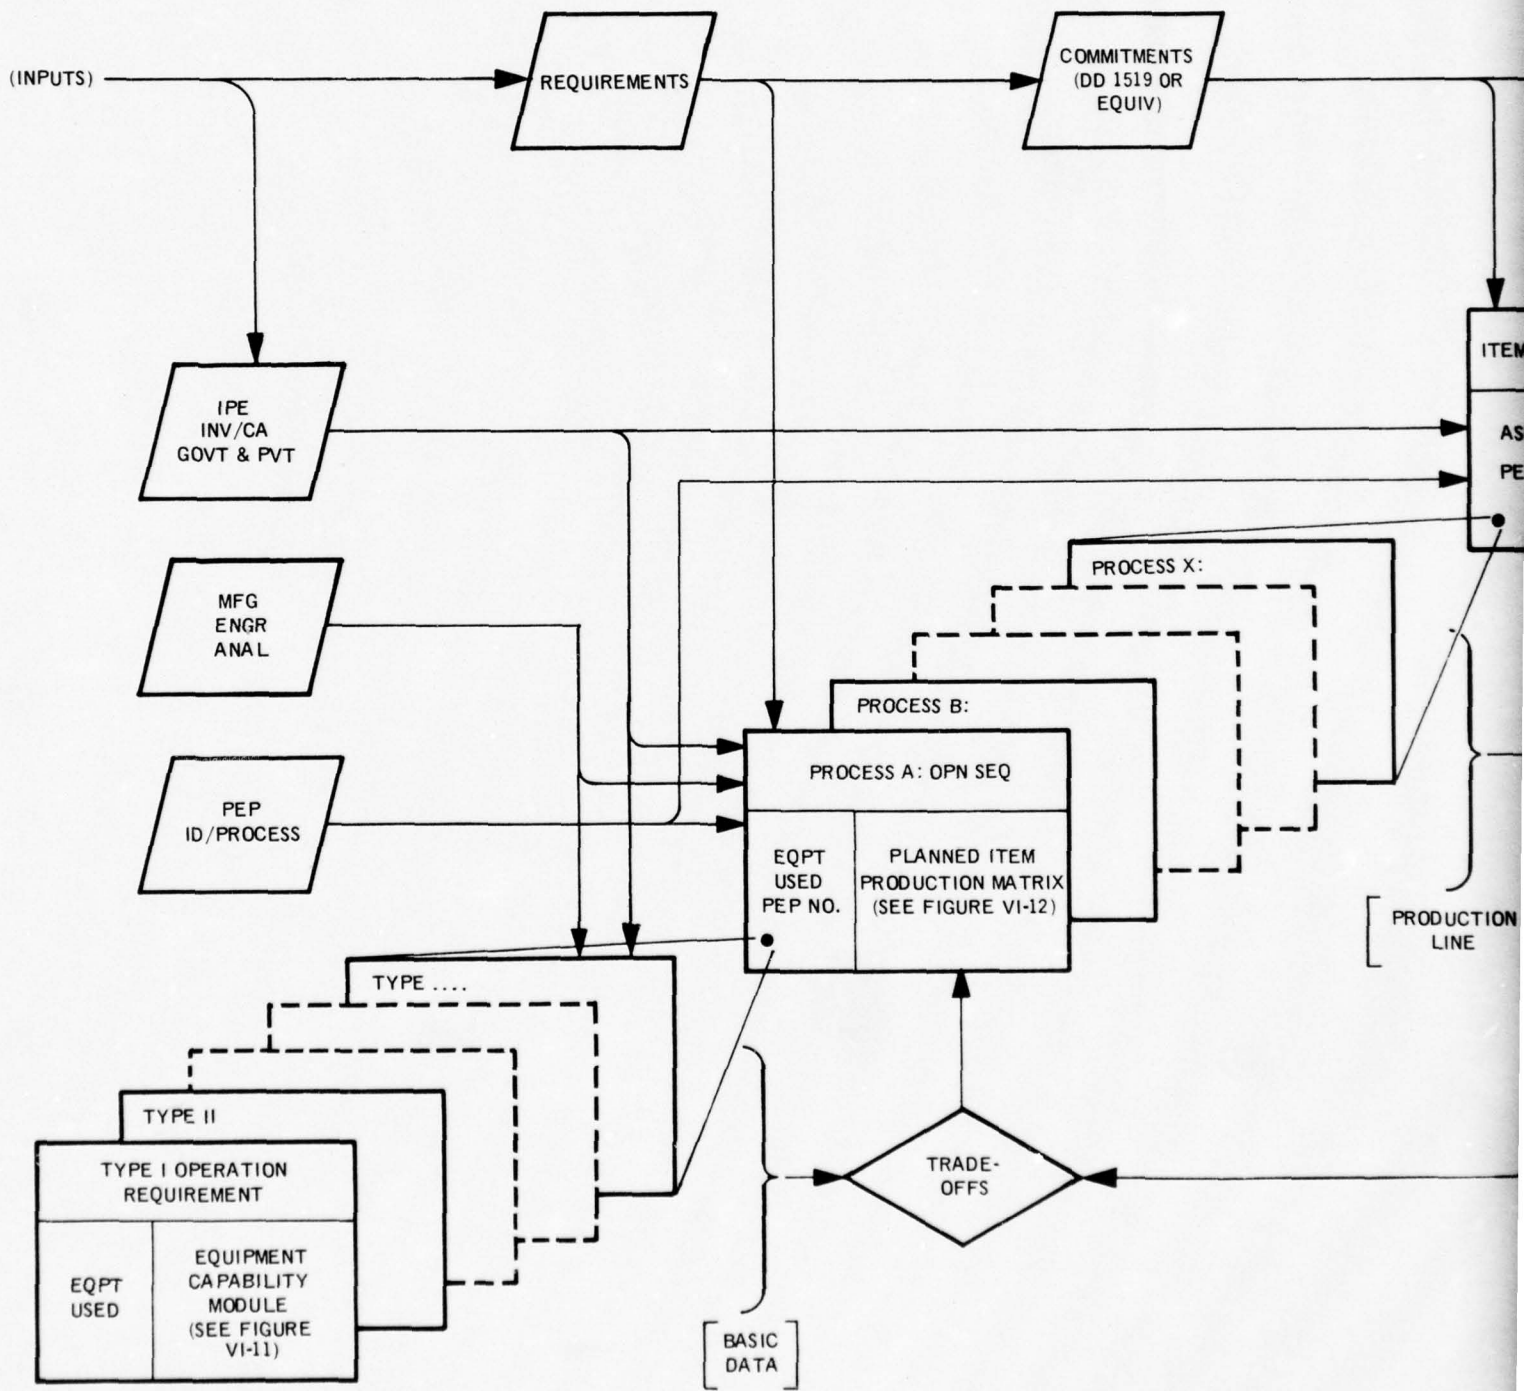 (INPUTS)
REQUIREMENTS
COMMITMENTS
(DD 1519 OR
EQUIV)
ITEM
AS
PE
IPE
INV/CA
GOVT & PVT
MFG
ENGR
ANAL
PEP
ID/PROCESS
PROCESS X:
PROCESS B:
PROCESS A: OPN SEQ
EQPT
USED
PEP NO.
PLANNED ITEM
PRODUCTION MATRIX
(SEE FIGURE VI-12)
PRODUCTION
LINE
TYPE ....
TYPE II
TYPE I OPERATION
REQUIREMENT
EQPT
USED
EQUIPMENT
CAPABILITY
MODULE
(SEE FIGURE
VI-11)
TRADE-
OFFS
[BASIC
DATA]